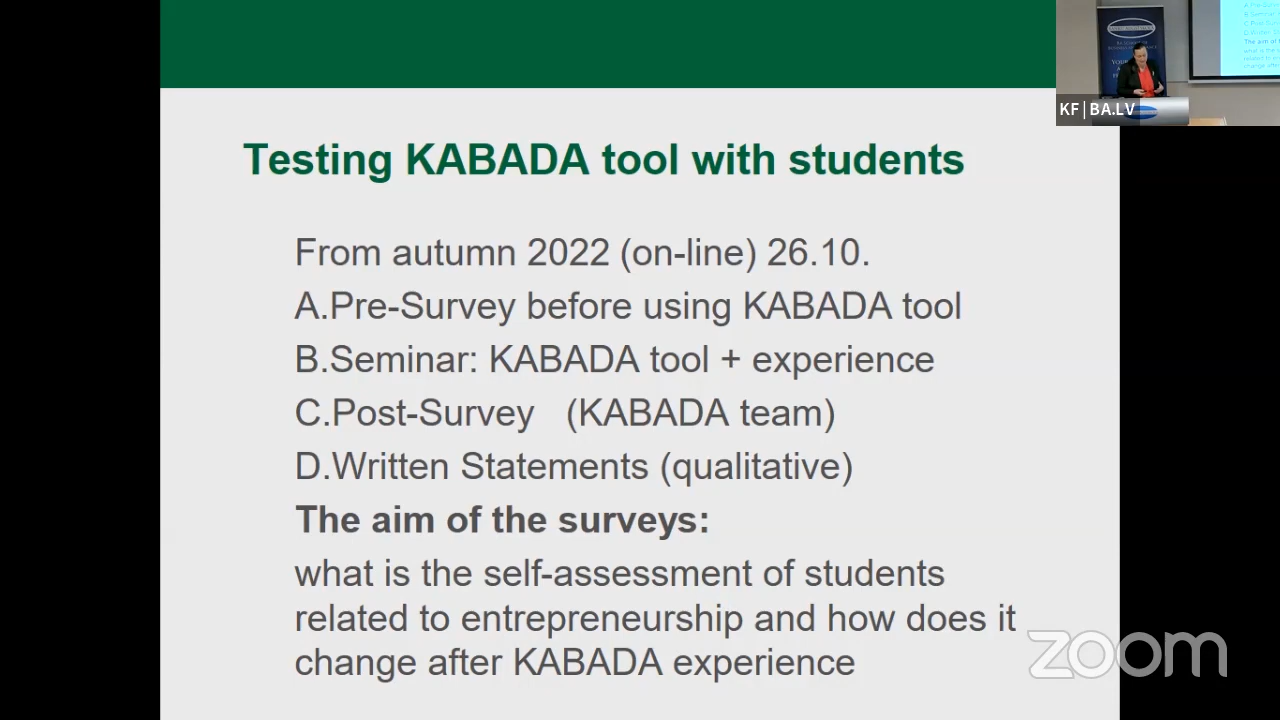 Testing KABADA tool with students
From autumn 2022 (on-line) 26.10.
A.Pre-Survey before using KABADA tool
B.Seminar: KABADA tool + experience
C.Post-Survey (KABADA team)
D.Written Statements (qualitative)
The aim of the surveys:
what is the self-assessment of students
related to entrepreneurship and how does it
change after KABADA experience
KF|BA.LV
zoom